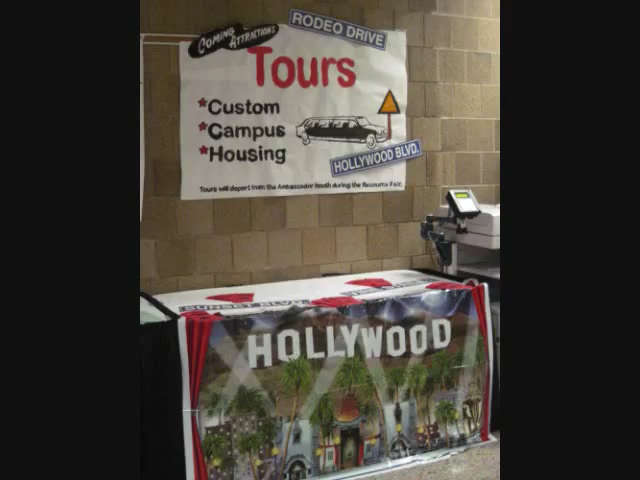 RODEO DRIVE
COMING ATTRACTIONS
Tours
*Custom
*Campus
*Housing
HOLLYWOOD BLVD.
Tours will depart from the Ambassador Booth during the Resource Fair.
SUNSET BLVD
HOLLYWOOD